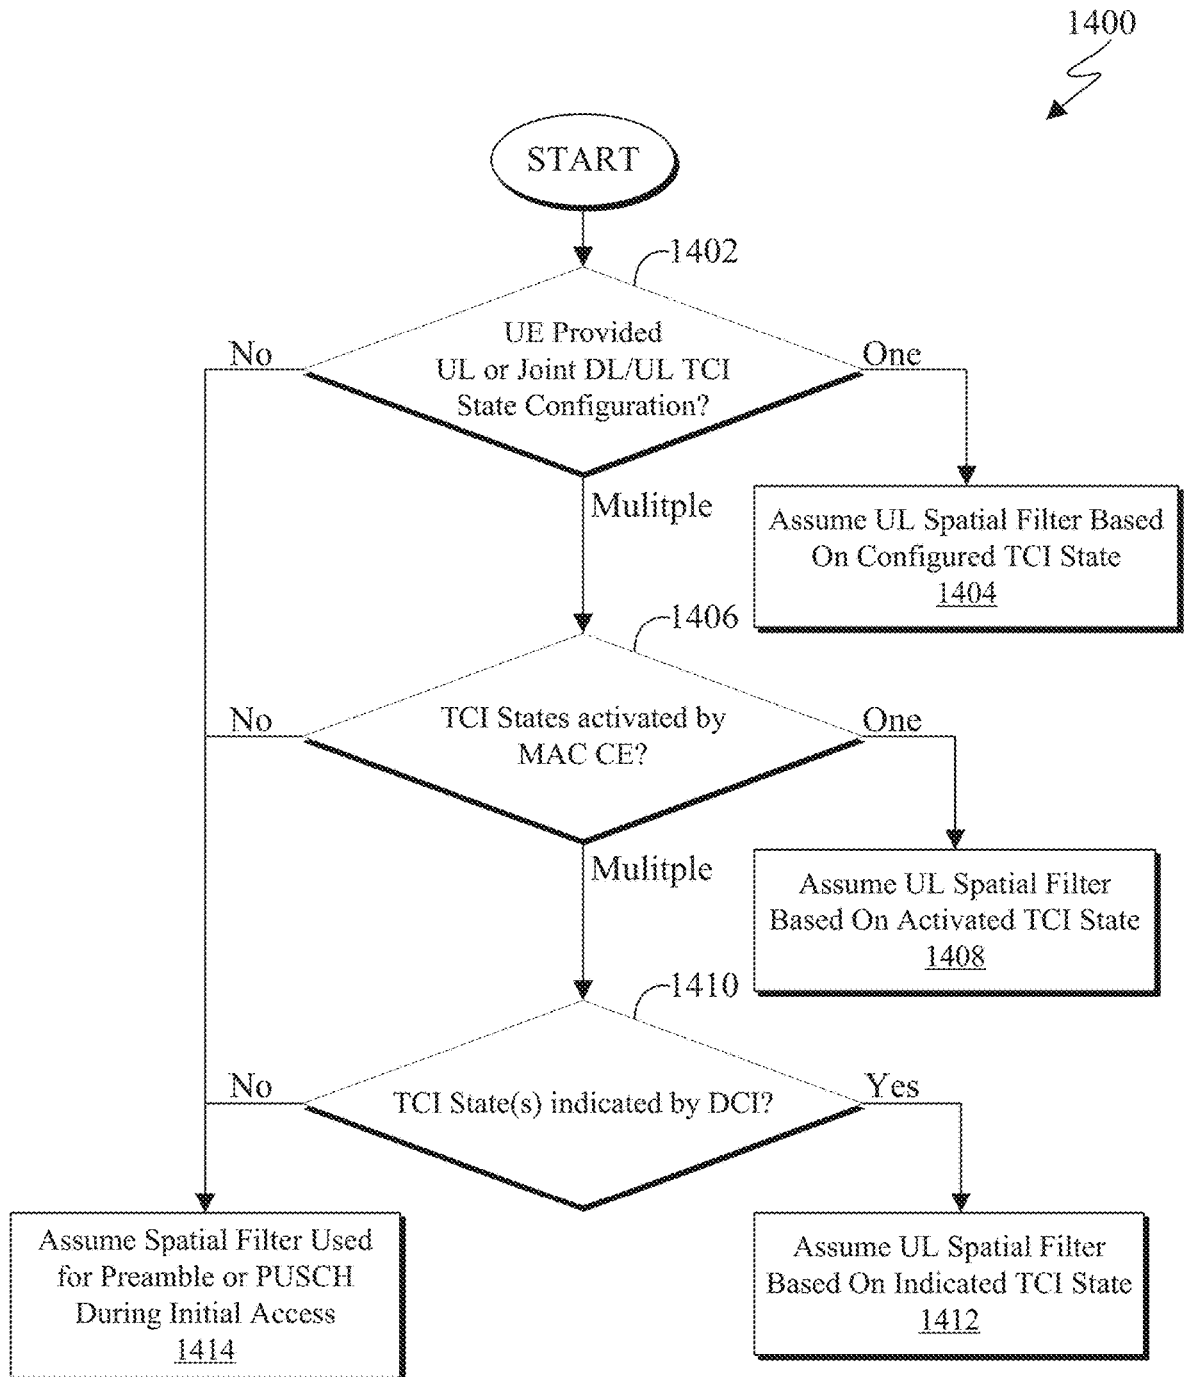 1400
START
1402
UE Provided
UL or Joint DL/UL TCI
State Configuration?
No
One
Mulitple
Assume UL Spatial Filter Based
On Configured TCI State
1404
1406
TCI States activated by
MAC CE?
No
One
Mulitple
Assume UL Spatial Filter
Based On Activated TCI State
1408
1410
TCI State(s) indicated by DCI?
No
Yes
Assume Spatial Filter Used
for Preamble or PUSCH
During Initial Access
1414
Assume UL Spatial Filter
Based On Indicated TCI State
1412